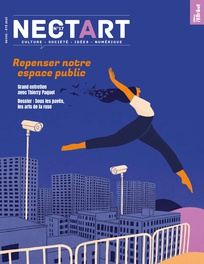 NECTART
CULTURE - SOCIÉTÉ - IDÉES - NUMÉRIQUE
Repenser notre
espace public
Grand entretien
avec Thierry Paquot
Dossier : Sous les pavés,
les arts de la rue